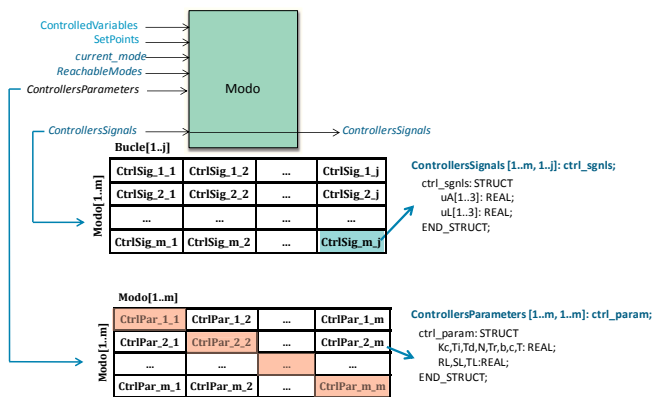 ControlledVariables
SetPoints
current_mode
ReachableModes
ControllersParameters
Modo
ControllersSignals
ControllersSignals
Bucle[1..j]
Modo[1..m]
CtrlSig_1_1 CtrlSig_1_2 ... CtrlSig_1_j
CtrlSig_2_1 CtrlSig_2_2 ... CtrlSig_2_j
... ... ... ...
CtrlSig_m_1 CtrlSig_m_2 ... CtrlSig_m_j
ControllersSignals [1..m, 1..j]: ctrl_sgnls;
ctrl_sgnls: STRUCT
uA[1..3]: REAL;
uL[1..3]: REAL;
END_STRUCT;
Modo[1..m]
Modo[1..m]
CtrlPar_1_1 CtrlPar_1_2 ... CtrlPar_1_m
CtrlPar_2_1 CtrlPar_2_2 ... CtrlPar_2_m
... ... ... ...
CtrlPar_m_1 CtrlPar_m_2 ... CtrlPar_m_m
ControllersParameters [1..m, 1..m]: ctrl_param;
ctrl_param: STRUCT
Kc,Ti,Td,N,Tr,b,c,T: REAL;
RL,SL,TL:REAL;
END_STRUCT;